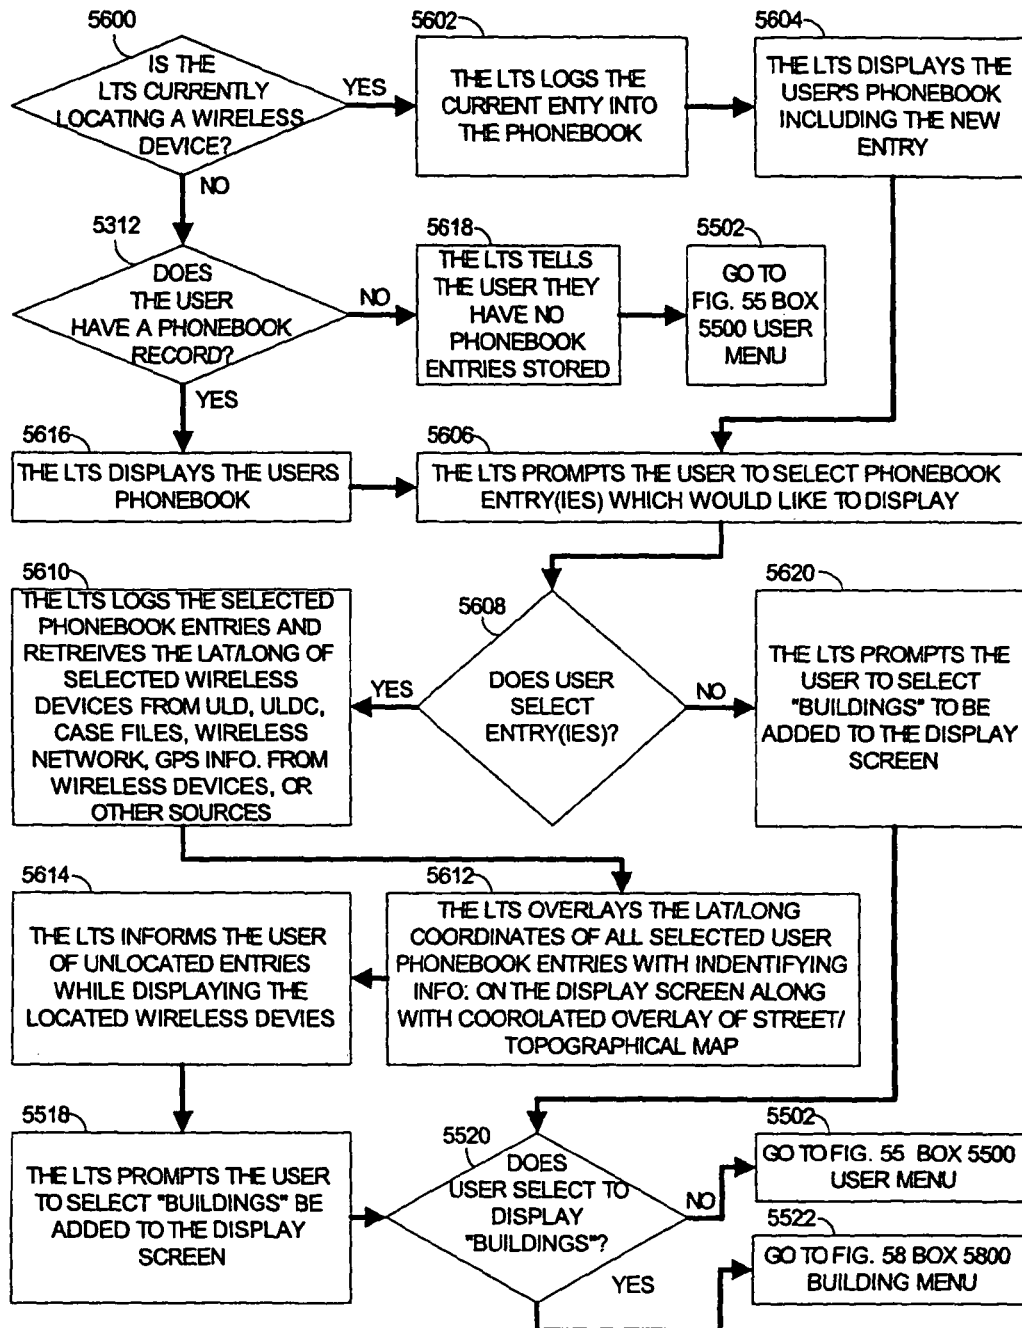 5600
IS THE
LTS CURRENTLY
LOCATING A WIRELESS
DEVICE?
YES
NO
5602
THE LTS LOGS THE
CURRENT ENTY INTO
THE PHONEBOOK
5604
THE LTS DISPLAYS THE
USER'S PHONEBOOK
INCLUDING THE NEW
ENTRY
5312
DOES
THE USER
HAVE A PHONEBOOK
RECORD?
NO
YES
5618
THE LTS TELLS
THE USER THEY
HAVE NO
PHONEBOOK
ENTRIES STORED
5502
GO TO
FIG. 55 BOX
5500 USER
MENU
5616
THE LTS DISPLAYS THE USERS
PHONEBOOK
5606
THE LTS PROMPTS THE USER TO SELECT PHONEBOOK
ENTRY(IES) WHICH WOULD LIKE TO DISPLAY
5610
THE LTS LOGS THE SELECTED
PHONEBOOK ENTRIES AND
RETREIVES THE LAT/LONG OF
SELECTED WIRELESS
DEVICES FROM ULD, ULDC,
CASE FILES, WIRELESS
NETWORK, GPS INFO. FROM
WIRELESS DEVICES, OR
OTHER SOURCES
5608
DOES USER
SELECT
ENTRY(IES)?
YES
NO
5620
THE LTS PROMPTS THE
USER TO SELECT
"BUILDINGS" TO BE
ADDED TO THE DISPLAY
SCREEN
5614
THE LTS INFORMS THE USER
OF UNLOCATED ENTRIES
WHILE DISPLAYING THE
LOCATED WIRELESS DEVIES
5612
THE LTS OVERLAYS THE LAT/LONG
COORDINATES OF ALL SELECTED USER
PHONEBOOK ENTRIES WITH INDENTIFYING
INFO: ON THE DISPLAY SCREEN ALONG
WITH COOROLATED OVERLAY OF STREET/
TOPOGRAPHICAL MAP
5518
THE LTS PROMPTS THE USER
TO SELECT "BUILDINGS" BE
ADDED TO THE DISPLAY
SCREEN
5520
DOES
USER SELECT TO
DISPLAY
"BUILDINGS"?
NO
YES
5502
GO TO FIG. 55 BOX 5500
USER MENU
5522
GO TO FIG. 58 BOX 5800
BUILDING MENU